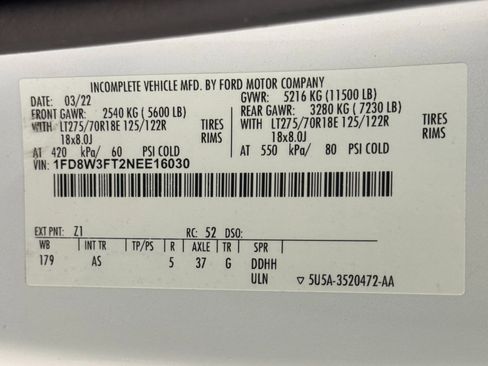 INCOMPLETE VEHICLE MFD. BY FORD MOTOR COMPANY
DATE: 03/22 GVWR: 5216 KG (11500 LB)
FRONT GAWR: 2540 KG (5600 LB) REAR GAWR: 3280 KG (7230 LB)
WITH LT275/70R18E 125/122R TIRES WITH LT275/70R18E 125/122R TIRES
18x8.0J RIMS 18x8.0J RIMS
AT 420 kPa/ 60 PSI COLD AT 550 kPa/ 80 PSI COLD
VIN: 1FD8W3FT2NEE16030
EXT PNT: Z1 RC: 52 DSO:
WB INT TR TP/PS R AXLE TR SPR
179 AS 5 37 G DDHH
ULN ▽ 5U5A-3520472-AA